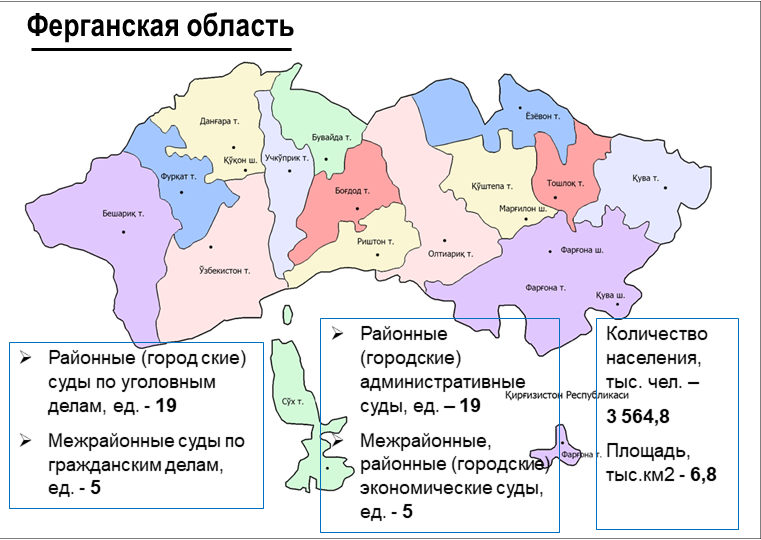 Ферганская область
Данғара т.
Қўқон ш.
Учкўприк т.
Бувайда т.
Фурқат т.
Бешариқ т.
Ўзбекистон т.
Боғдод т.
Риштон т.
Олтиариқ т.
Ёзёвон т.
Қўштепа т.
Марғилон ш.
Тошлоқ т.
Қува т.
Фарғона ш.
Фарғона т.
Қува ш.
Сўх т.
Қирғизистон Республикаси
Фарғона т.
➢ Районные (город ские)
суды по уголовным
делам, ед. - 19
➢ Межрайонные суды по
гражданским делам,
ед. - 5
➢ Районные
(городские)
административные
суды, ед. – 19
➢ Межрайонные,
районные (городские)
экономические суды,
ед. - 5
Количество
населения,
тыс. чел. –
3 564,8
Площадь,
тыс.км2 - 6,8